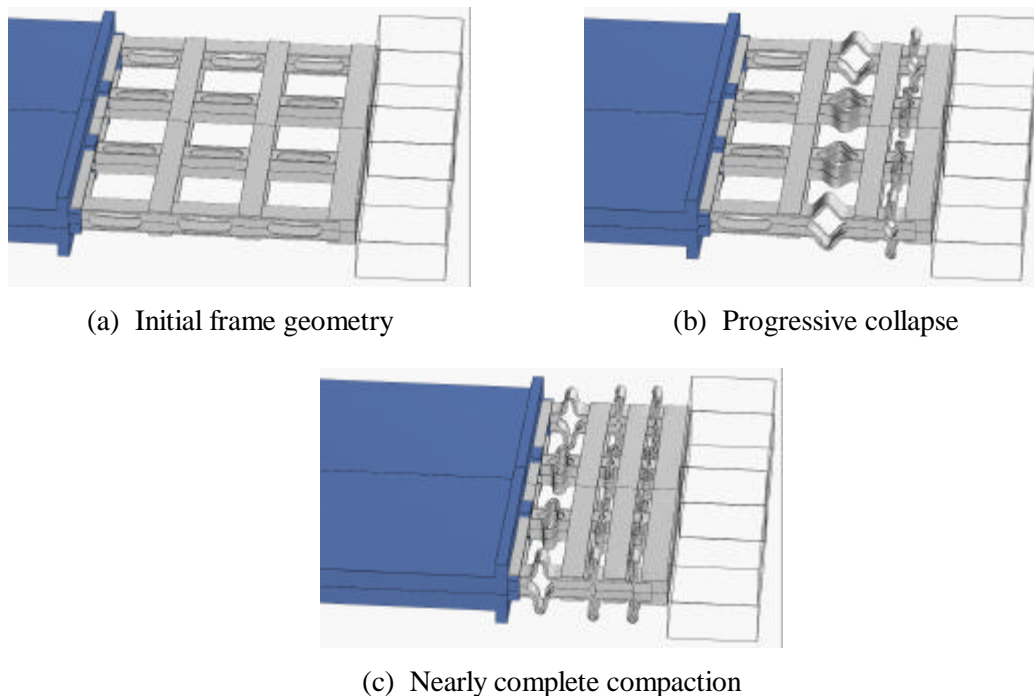 (a) Initial frame geometry
(b) Progressive collapse
(c) Nearly complete compaction